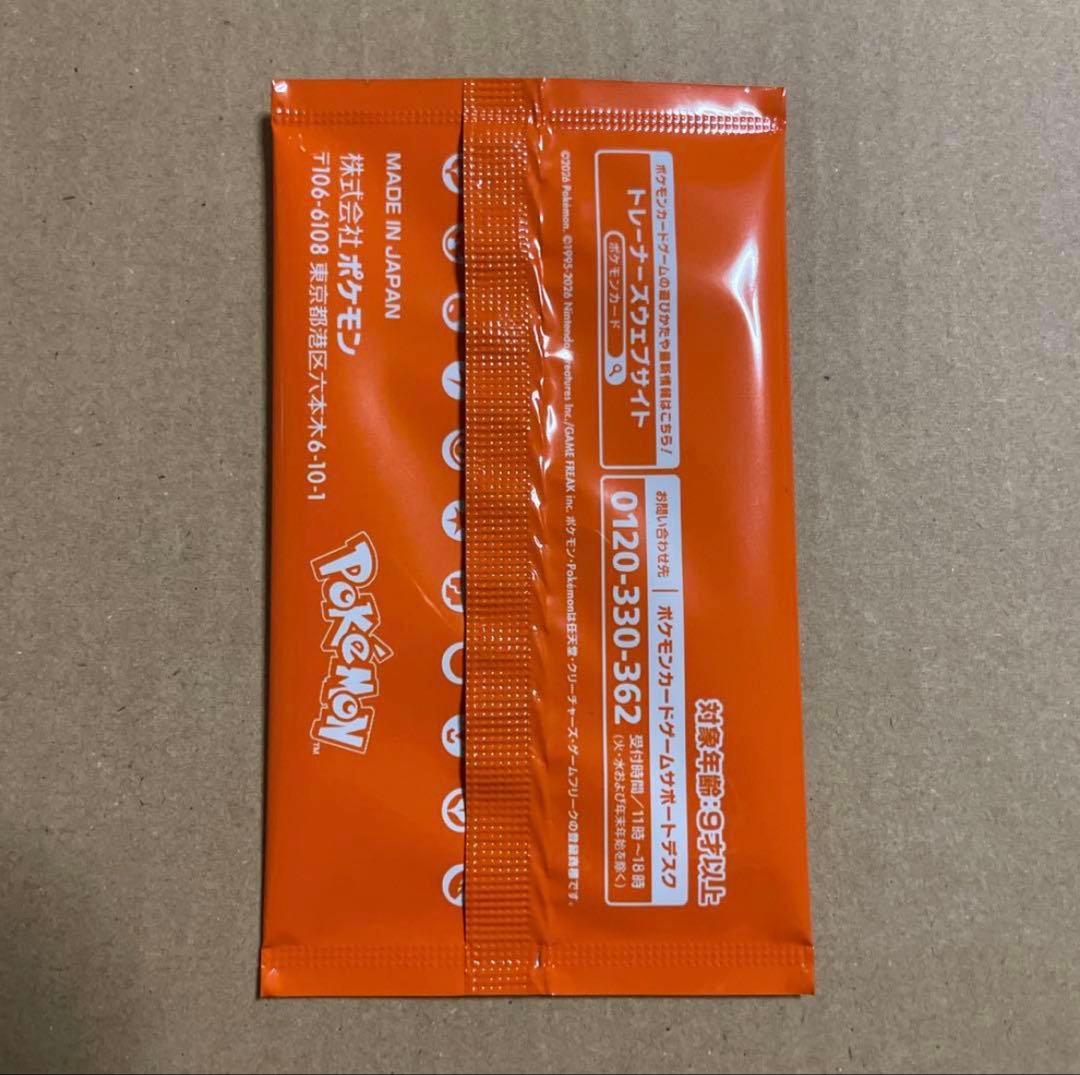 対象年齢:9才以上
ポケモンカードゲームの遊びかたや最新情報はこちら!
トレーナーズウェブサイト
ポケモンカード
お問い合わせ先 | ポケモンカードゲームサポートデスク
0120-330-362 受付時間/11時~18時
(火・水および年末年始を除く)
©2026 Pokémon. ©1995-2026 Nintendo/Creatures Inc./GAME FREAK inc. ポケモン・Pokémonは任天堂・クリーチャーズ・ゲームフリークの登録商標です。
MADE IN JAPAN
株式会社 ポケモン
〒106-6108 東京都港区六本木6-10-1
POKéMON
TM